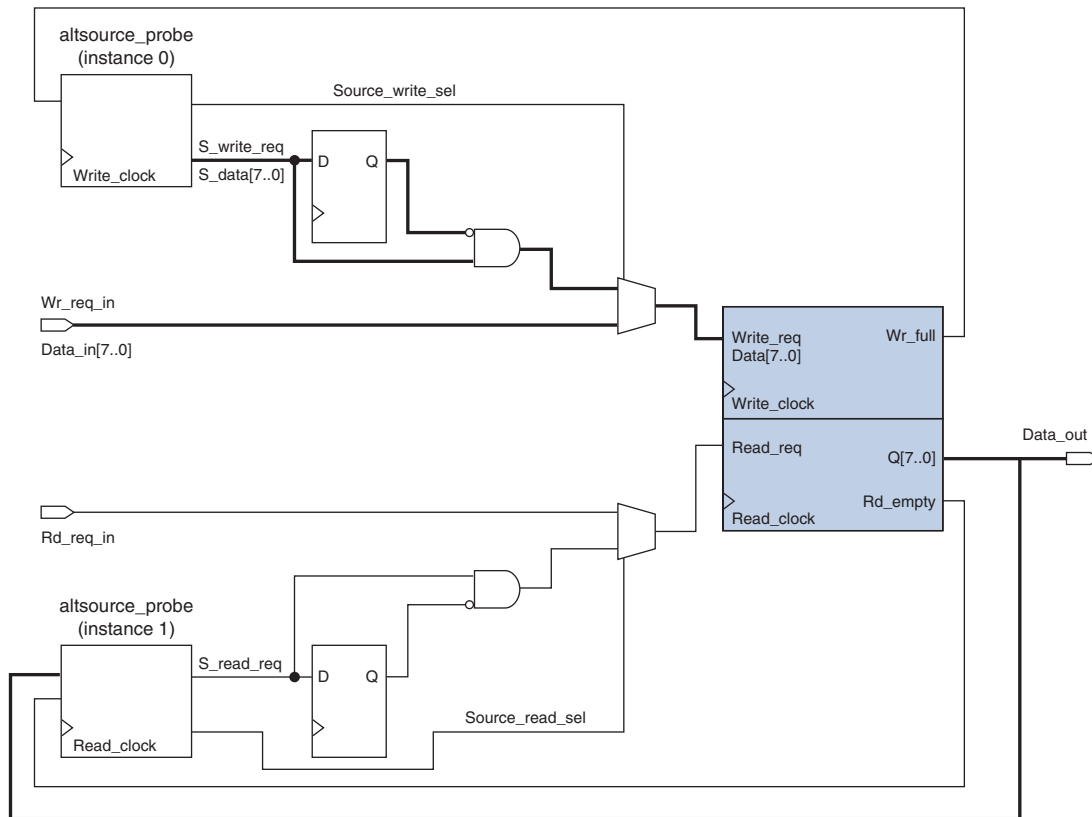 altsource_probe
(instance 0)
Source_write_sel
S_write_req
D Q
S_data[7..0]
Write_clock
Wr_req_in
Data_in[7..0]
Write_req
Wr_full
Data[7..0]
Write_clock
Data_out
Read_req
Q[7..0]
Rd_empty
Read_clock
Rd_req_in
altsource_probe
(instance 1)
S_read_req
D Q
Source_read_sel
Read_clock